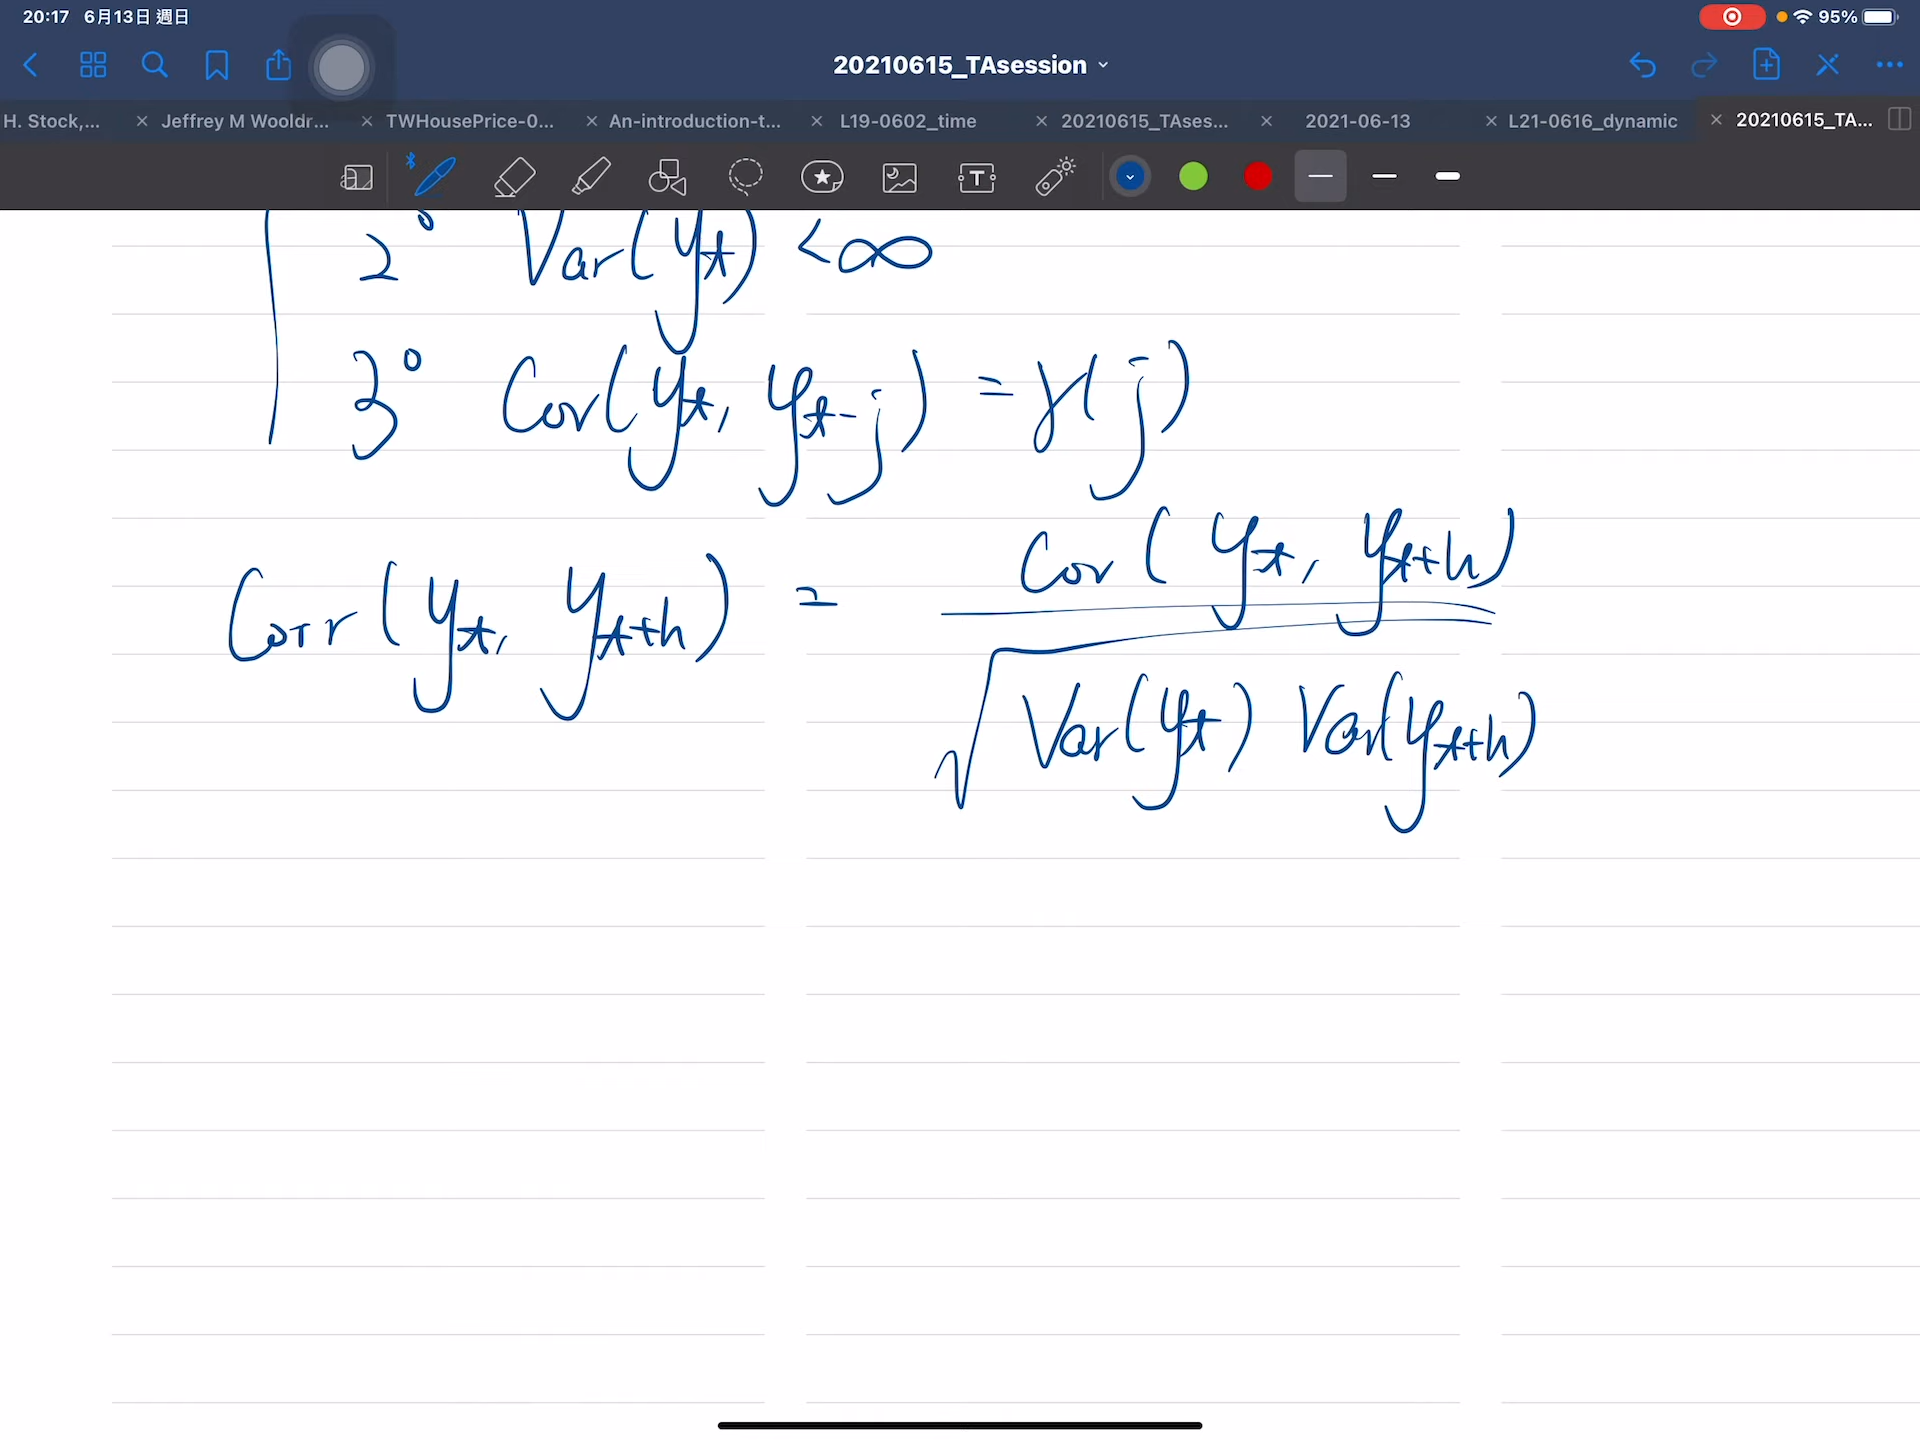 20:17 6月13日 週日
95%
20210615_TAsession
H. Stock,... × Jeffrey M Wooldr... × TWHousePrice-0... × An-introduction-t... × L19-0602_time × 20210615_TAses... × 2021-06-13 × L21-0616_dynamic × 20210615_TA...
2° Var(yt) < ∞
3° Cov(yt, yt-j) = γ(j)
Corr(yt, yt+h) = Cov(yt, yt+h)
√Var(yt) Var(yt+h)